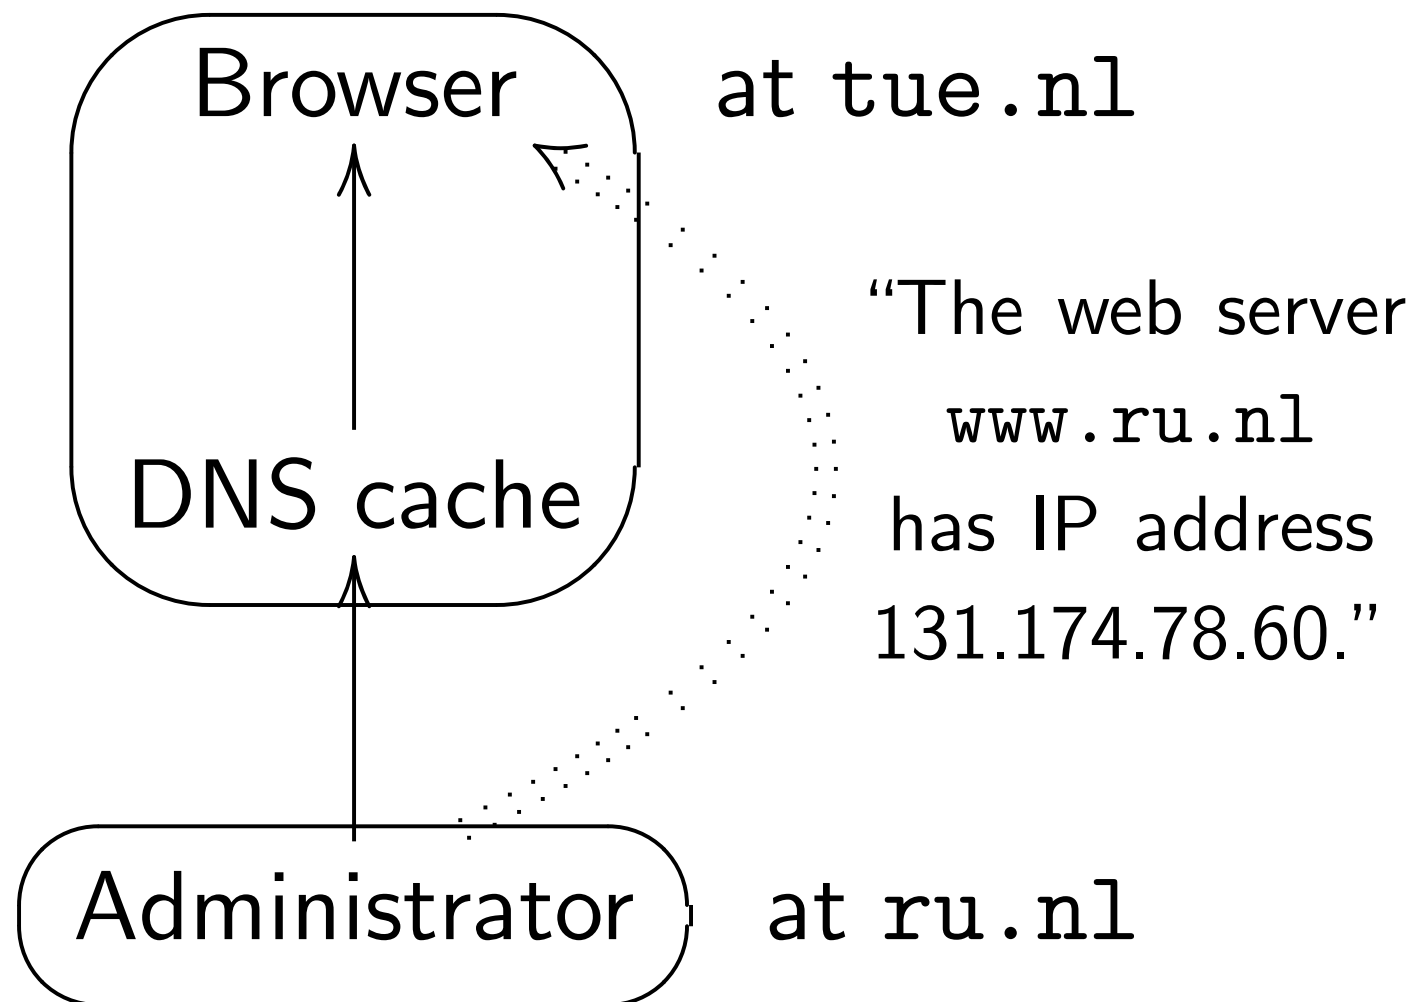 Browser at tue.nl
“The web server
www.ru.nl
DNS cache
has IP address
131.174.78.60.”
Administrator at ru.nl